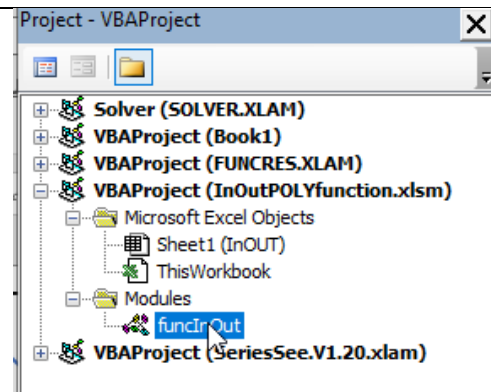 Project - VBAProject
Solver (SOLVER.XLAM)
VBAProject (Book1)
VBAProject (FUNCRES.XLAM)
VBAProject (InOutPOLYfunction.xlsm)
Microsoft Excel Objects
Sheet1 (InOUT)
ThisWorkbook
Modules
funcInOut
VBAProject (SeriesSee.V1.20.xlam)